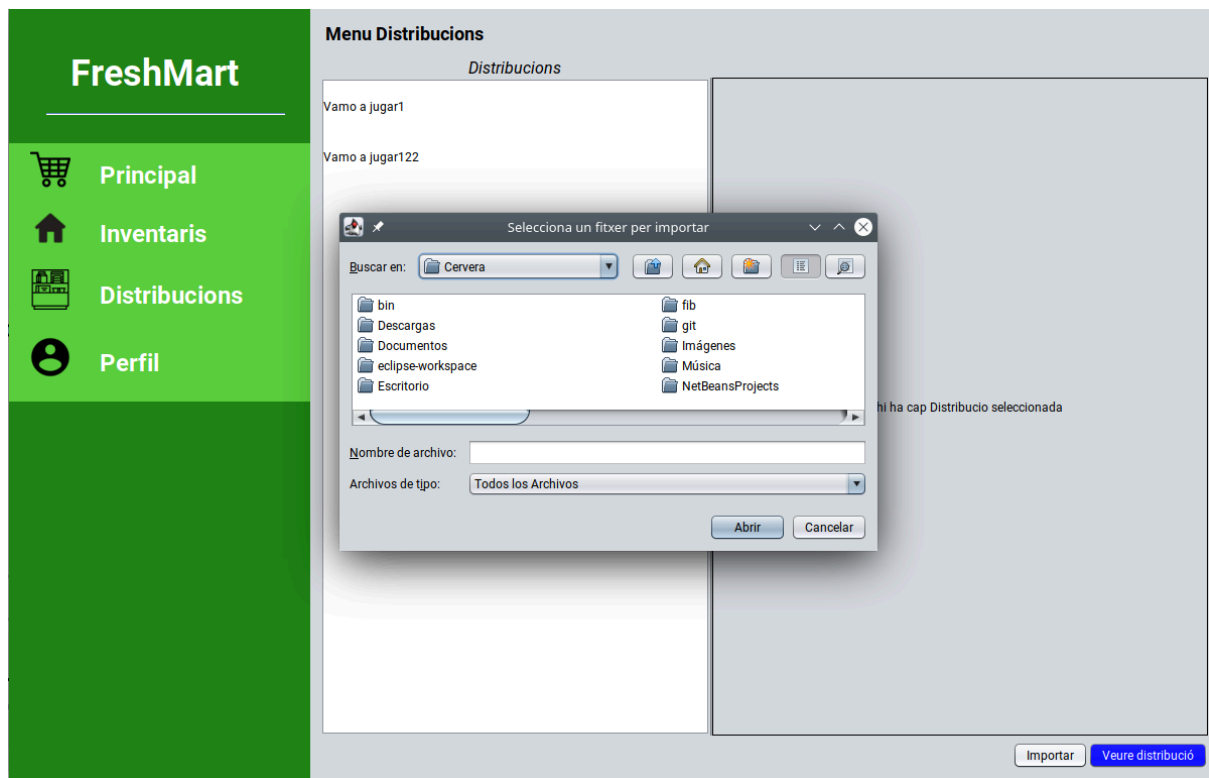 FreshMart
Principal
Inventaris
Distribucions
Perfil
Menu Distribucions
Distribucions
Vamo a jugar1
Vamo a jugar122
Selecciona un fitxer per importar
Buscar en: Cervera
bin
Descargas
Documentos
eclipse-workspace
Escritorio
fib
git
Imágenes
Música
NetBeansProjects
Nombre de archivo:
Archivos de tipo: Todos los Archivos
Abrir Cancelar
hi ha cap Distribucio seleccionada
Importar Veure distribució